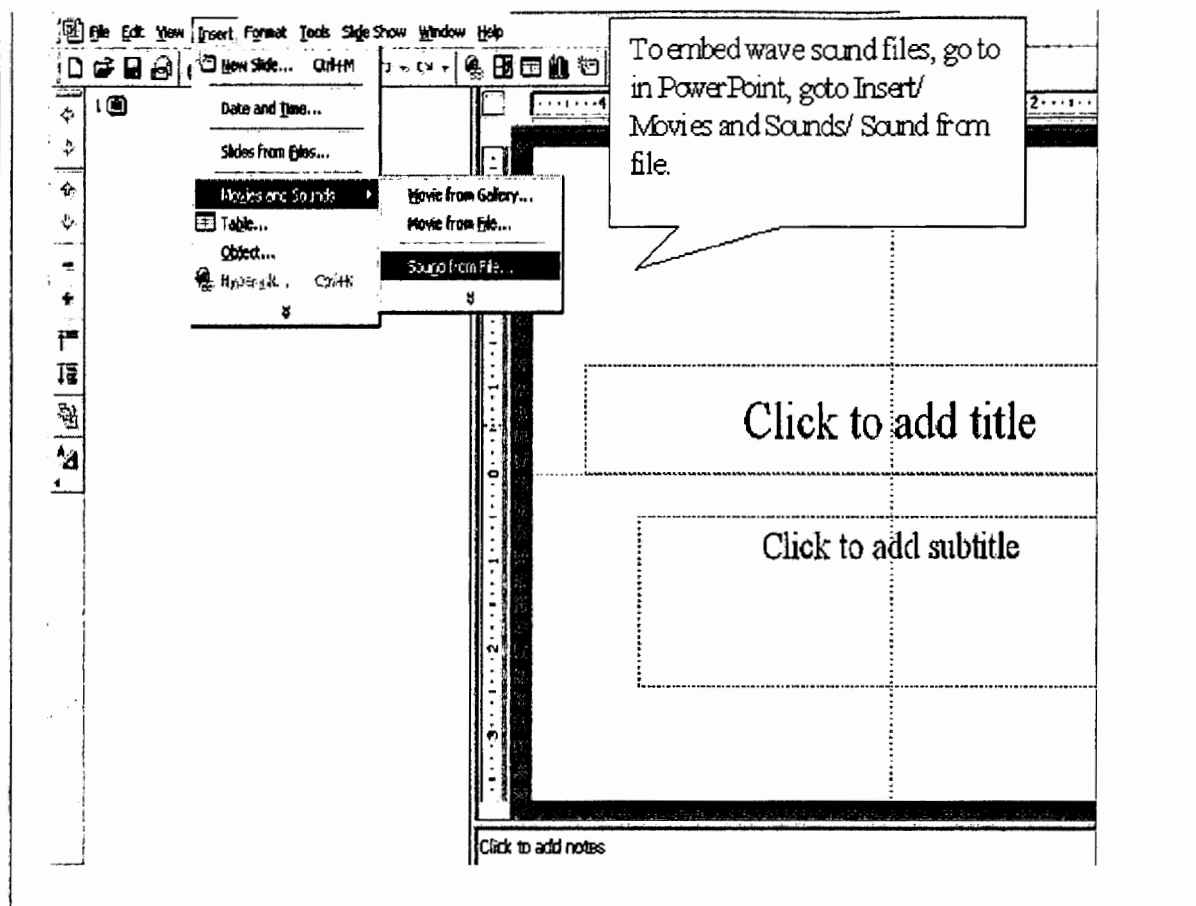 File Edit View Insert Format Tools Slide Show Window Help
New Slide... Ctrl+M
Date and Time...
Slides from Files...
Movies and Sounds
Table...
Object...
Ctrl+K
Movie from Gallery...
Movie from File...
Sound from File...
To embed wave sound files, go to
in PowerPoint, goto Insert/
Movies and Sounds/ Sound from
file.
1
Click to add title
Click to add subtitle
Click to add notes